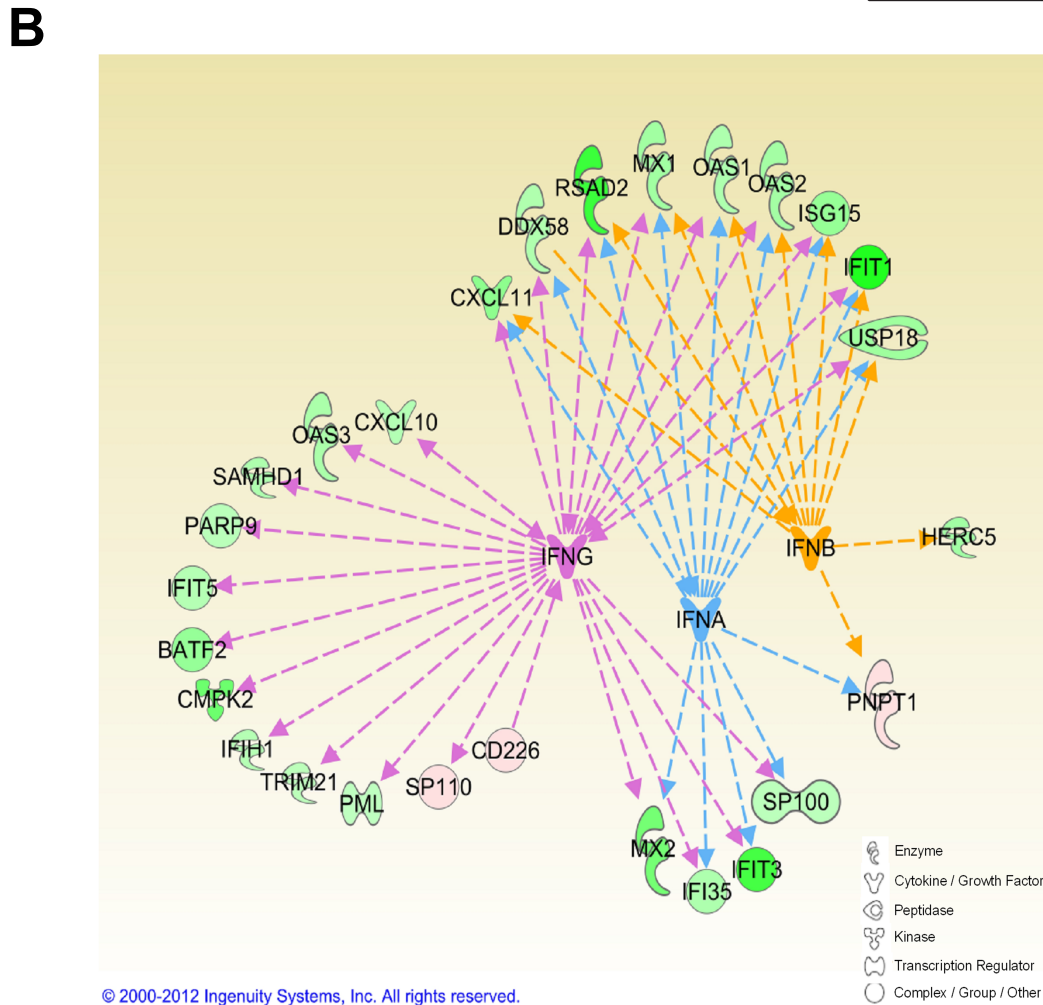 B
MX1
OAS1
RSAD2
OAS2
ISG15
DDX58
IFIT1
CXCL11
USP18
CXCL10
OAS3
SAMHD1
PARP9
HERC5
IFNB
IFNG
IFIT5
IFNA
BATF2
CMPK2
PNPT1
IFIH1
CD226
TRIM21
SP110
PML
SP100
MX2
IFIT3
IFI35
Enzyme
Cytokine / Growth Factor
Peptidase
Kinase
Transcription Regulator
Complex / Group / Other
© 2000-2012 Ingenuity Systems, Inc. All rights reserved.